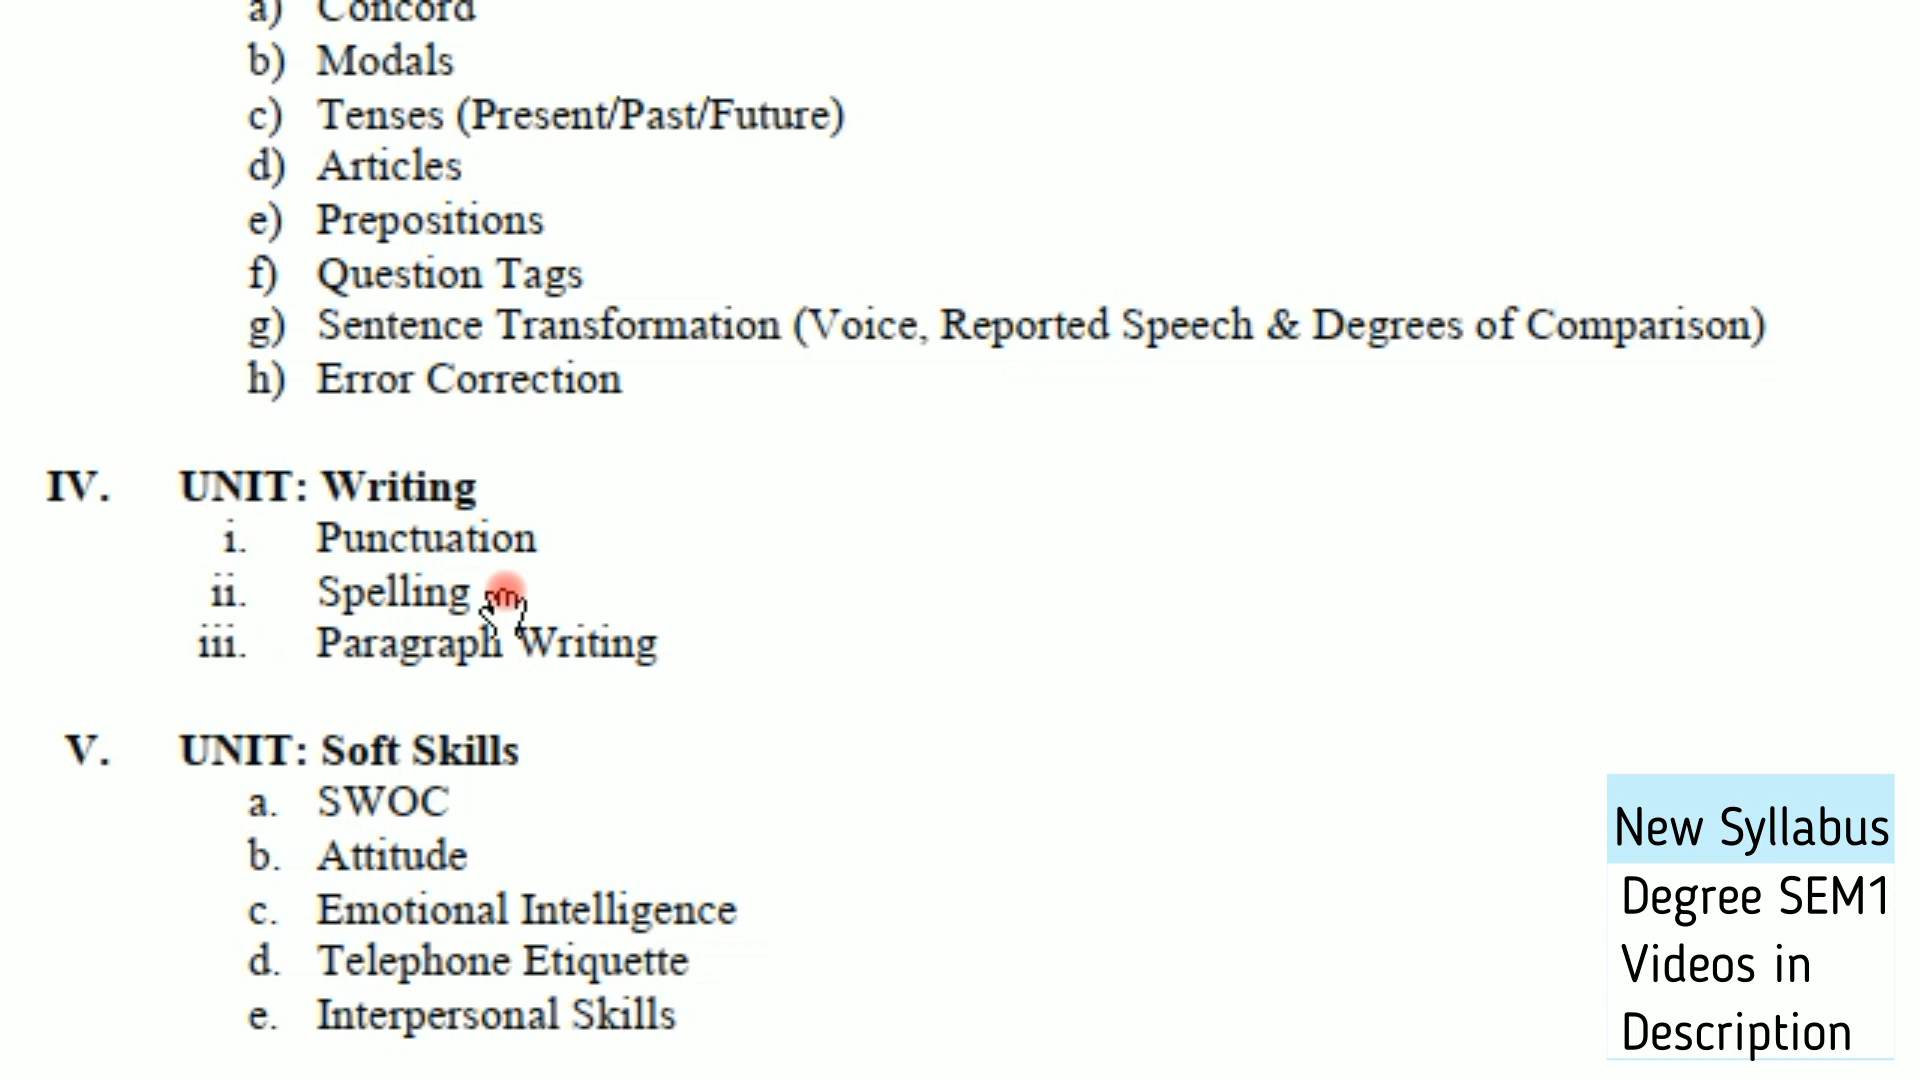 a) Concord
b) Modals
c) Tenses (Present/Past/Future)
d) Articles
e) Prepositions
f) Question Tags
g) Sentence Transformation (Voice, Reported Speech & Degrees of Comparison)
h) Error Correction
IV. UNIT: Writing
i. Punctuation
ii. Spelling
iii. Paragraph Writing
V. UNIT: Soft Skills
a. SWOC
b. Attitude
c. Emotional Intelligence
d. Telephone Etiquette
e. Interpersonal Skills
New Syllabus
Degree SEM1
Videos in
Description